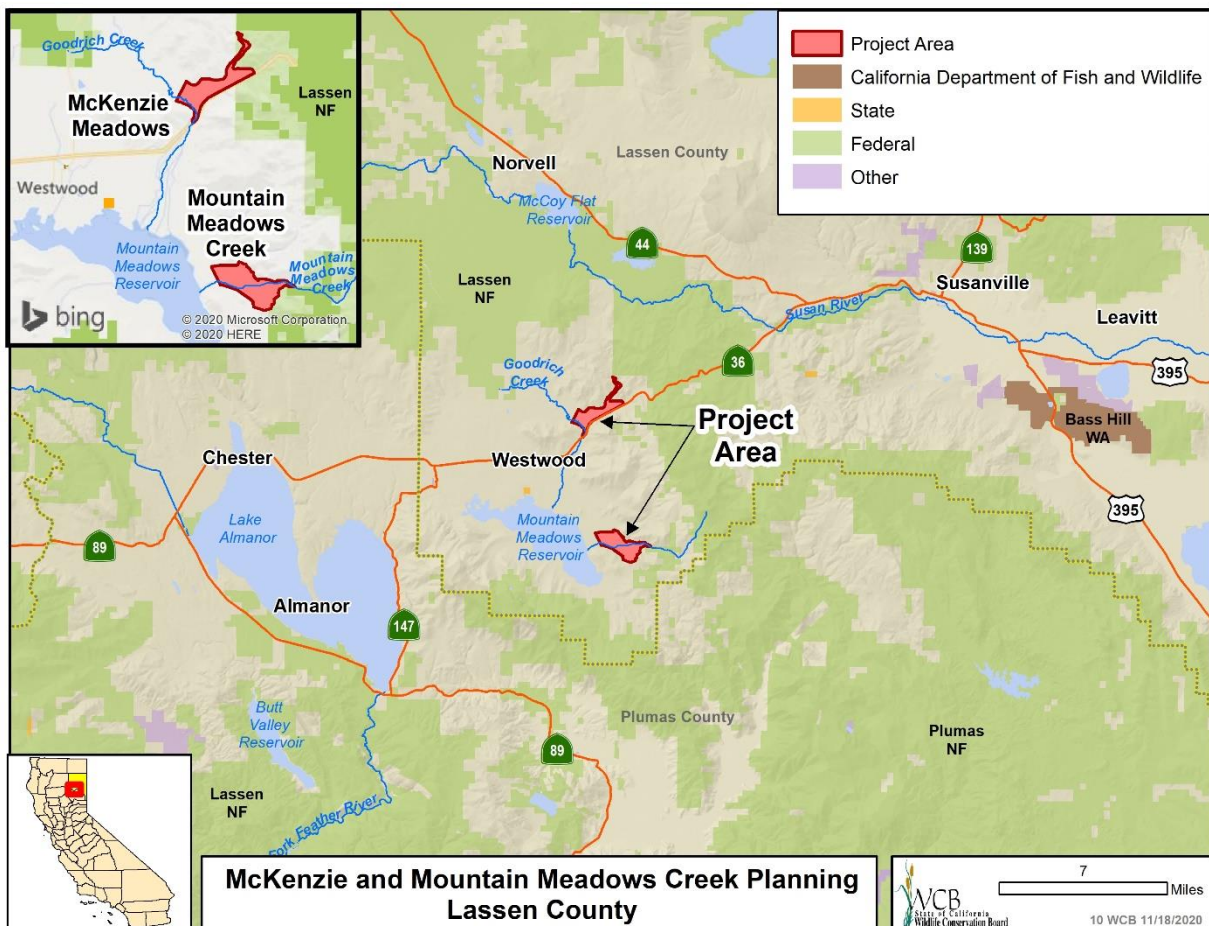 Goodrich Creek
McKenzie
Meadows
Lassen
NF
Westwood
Mountain
Meadows
Creek
Mountain
Meadows
Reservoir
Mountain
Meadows
Creek
bing
© 2020 Microsoft Corporation
© 2020 HERE
Project Area
California Department of Fish and Wildlife
State
Federal
Other
Norvell
Lassen County
McCoy Flat
Reservoir
44
139
Susanville
Lassen
NF
Susan River
Leavitt
Goodrich
Creek
36
395
Project
Area
Bass Hill
WA
Chester
Westwood
395
Lake
Almanor
Mountain
Meadows
Reservoir
89
Almanor
147
Butt
Valley
Reservoir
Plumas County
Plumas
NF
89
Lassen
NF
Fork Feather River
McKenzie and Mountain Meadows Creek Planning
Lassen County
WCB
State of California
Wildlife Conservation Board
7
Miles
10 WCB 11/18/2020